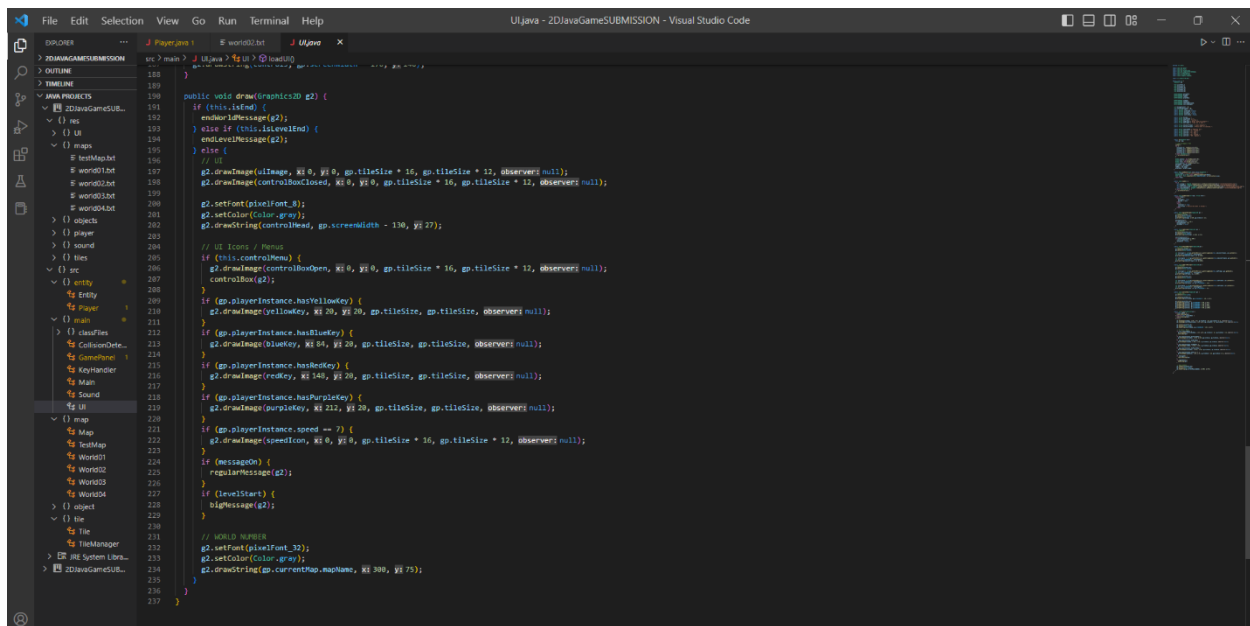 File Edit Selection View Go Run Terminal Help
UI.java - 2DJavaGameSUBMISSION - Visual Studio Code
EXPLORER
2DJAVAGAMESUBMISSION
OUTLINE
TIMELINE
JAVA PROJECTS
2DJavaGameSUB...
{} res
{} UI
{} maps
testMap.txt
world01.txt
world02.txt
world03.txt
world04.txt
{} objects
{} player
{} sound
{} tiles
{} src
{} entity
Entity
Player 1
{} main
{} classFiles
CollisionDete...
GamePanel 1
KeyHandler
Main
Sound
UI
{} map
Map
TestMap
World01
World02
World03
World04
{} object
{} tile
Tile
TileManager
JRE System Libra...
2DJavaGameSUB...
J Player.java 1 world02.txt J UI.java X
src > main > J UI.java > UI > loadUI()
188 }
189
190 public void draw(Graphics2D g2) {
191 if (this.isEnd) {
192 endWorldMessage(g2);
193 } else if (this.isLevelEnd) {
194 endLevelMessage(g2);
195 } else {
196 // UI
197 g2.drawImage(uiImage, x: 0, y: 0, gp.tileSize * 16, gp.tileSize * 12, observer: null);
198 g2.drawImage(controlBoxClosed, x: 0, y: 0, gp.tileSize * 16, gp.tileSize * 12, observer: null);
199
200 g2.setFont(pixelFont_8);
201 g2.setColor(Color.gray);
202 g2.drawString(controlHead, gp.screenWidth - 130, y: 27);
203
204 // UI Icons / Menus
205 if (this.controlMenu) {
206 g2.drawImage(controlBoxOpen, x: 0, y: 0, gp.tileSize * 16, gp.tileSize * 12, observer: null);
207 controlBox(g2);
208 }
209 if (gp.playerInstance.hasYellowKey) {
210 g2.drawImage(yellowKey, x: 20, y: 20, gp.tileSize, gp.tileSize, observer: null);
211 }
212 if (gp.playerInstance.hasBlueKey) {
213 g2.drawImage(blueKey, x: 84, y: 20, gp.tileSize, gp.tileSize, observer: null);
214 }
215 if (gp.playerInstance.hasRedKey) {
216 g2.drawImage(redKey, x: 148, y: 20, gp.tileSize, gp.tileSize, observer: null);
217 }
218 if (gp.playerInstance.hasPurpleKey) {
219 g2.drawImage(purpleKey, x: 212, y: 20, gp.tileSize, gp.tileSize, observer: null);
220 }
221 if (gp.playerInstance.speed == 7) {
222 g2.drawImage(speedIcon, x: 0, y: 0, gp.tileSize * 16, gp.tileSize * 12, observer: null);
223 }
224 if (messageOn) {
225 regularMessage(g2);
226 }
227 if (levelStart) {
228 bigMessage(g2);
229 }
230
231 // WORLD NUMBER
232 g2.setFont(pixelFont_32);
233 g2.setColor(Color.gray);
234 g2.drawString(gp.currentMap.mapName, x: 300, y: 75);
235 }
236 }
237 }